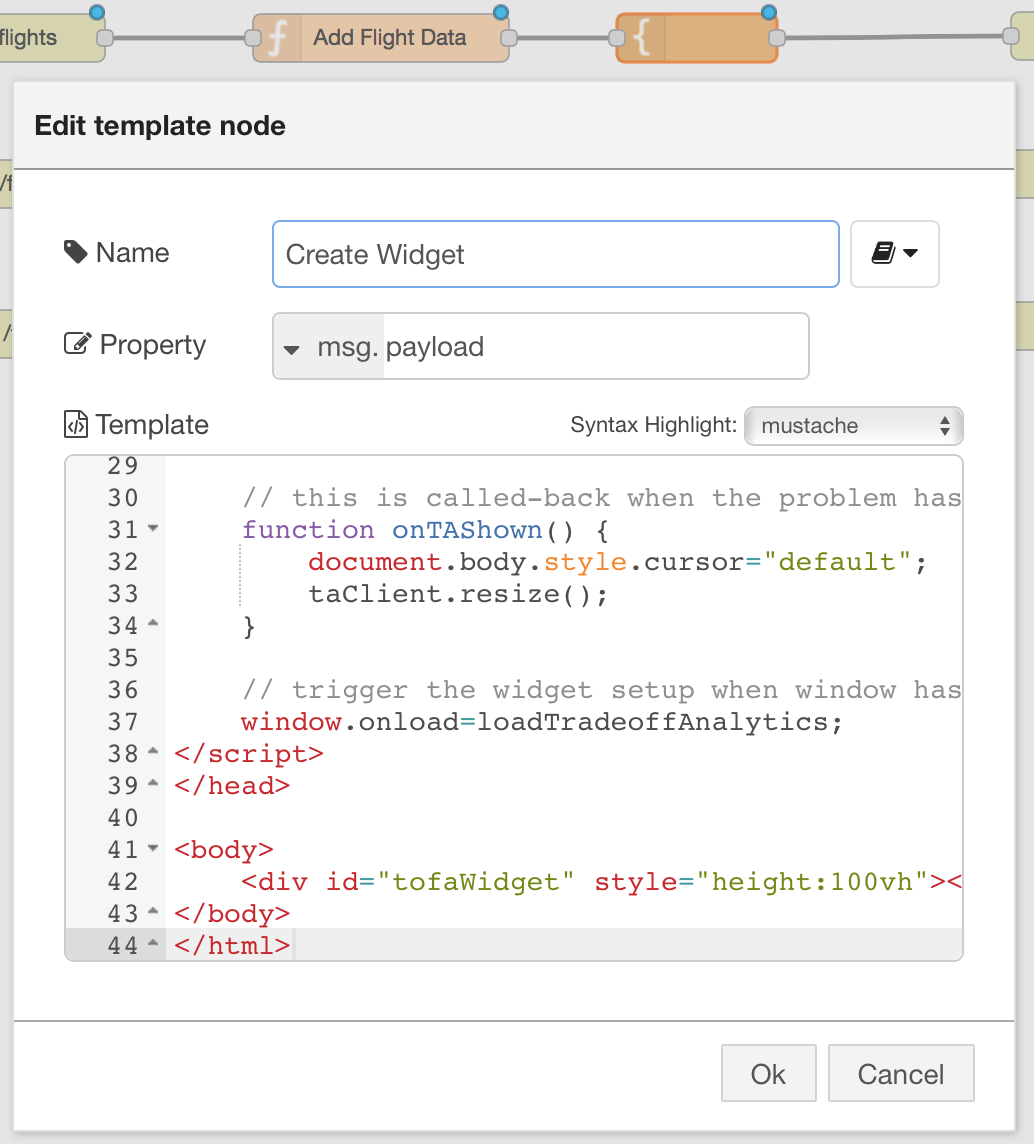 flights
Add Flight Data
{
Edit template node
Name
Create Widget
Property
msg. payload
Template
Syntax Highlight:
mustache
29
30 // this is called-back when the problem has
31 function onTAShown() {
32 document.body.style.cursor="default";
33 taClient.resize();
34 }
35
36 // trigger the widget setup when window has
37 window.onload=loadTradeoffAnalytics;
38 </script>
39 </head>
40
41 <body>
42 <div id="tofaWidget" style="height:100vh"><
43 </body>
44 </html>
Ok
Cancel